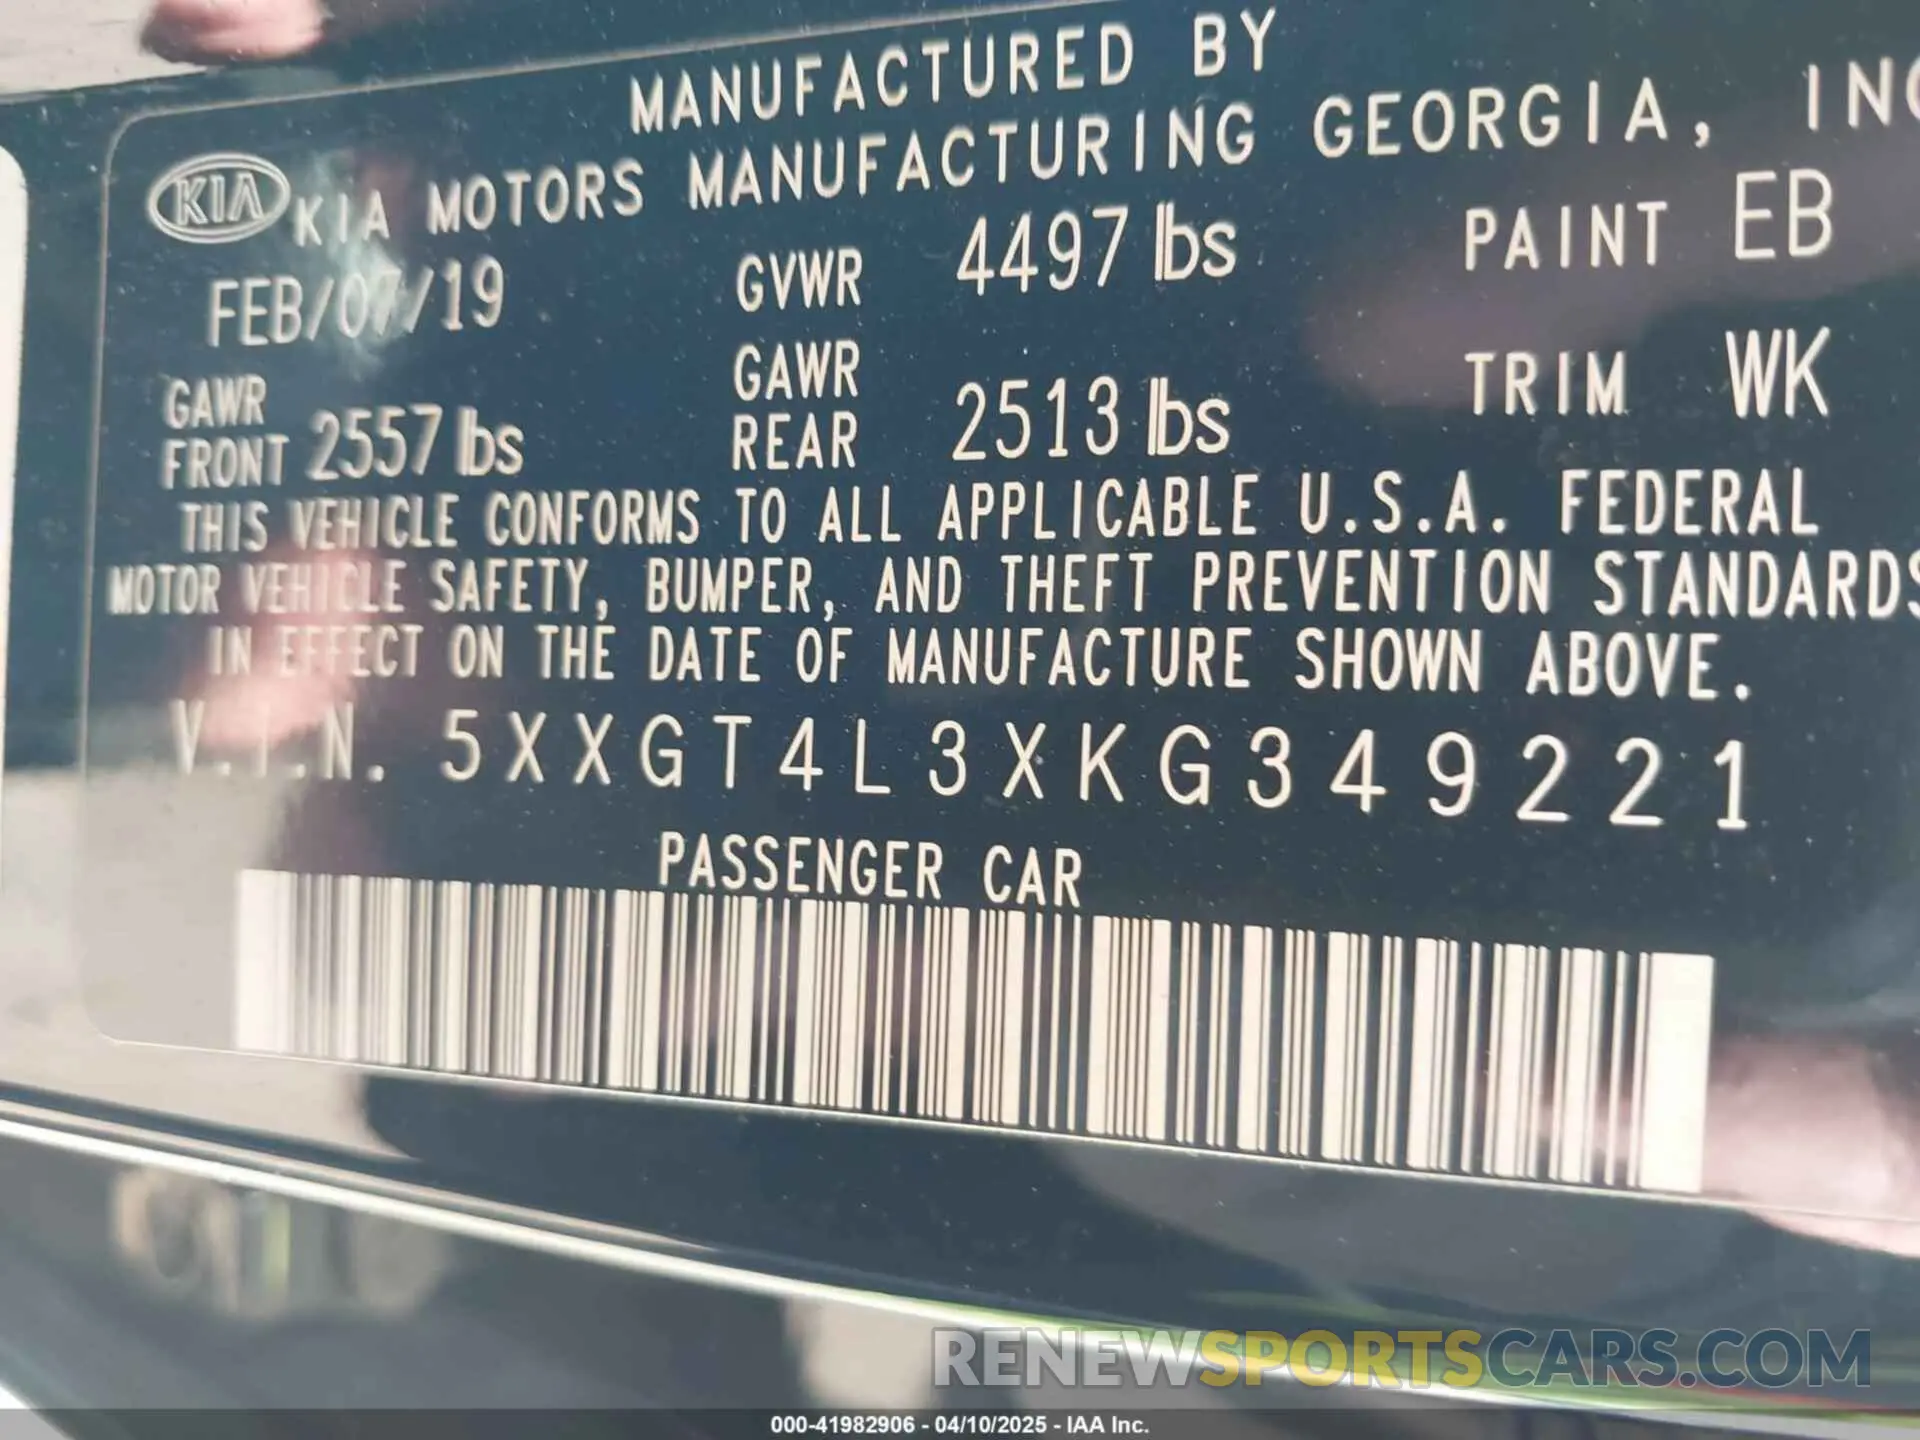 MANUFACTURED BY
KIA KIA MOTORS MANUFACTURING GEORGIA, INC
FEB/07/19 GVWR 4497 lbs PAINT EB
GAWR FRONT 2557 lbs GAWR REAR 2513 lbs TRIM WK
THIS VEHICLE CONFORMS TO ALL APPLICABLE U.S.A. FEDERAL
MOTOR VEHICLE SAFETY, BUMPER, AND THEFT PREVENTION STANDARDS
IN EFFECT ON THE DATE OF MANUFACTURE SHOWN ABOVE.
V.I.N. 5XXGT4L3XKG349221
PASSENGER CAR
RENEWSPORTSCARS.COM
000-41982906 - 04/10/2025 - IAA Inc.